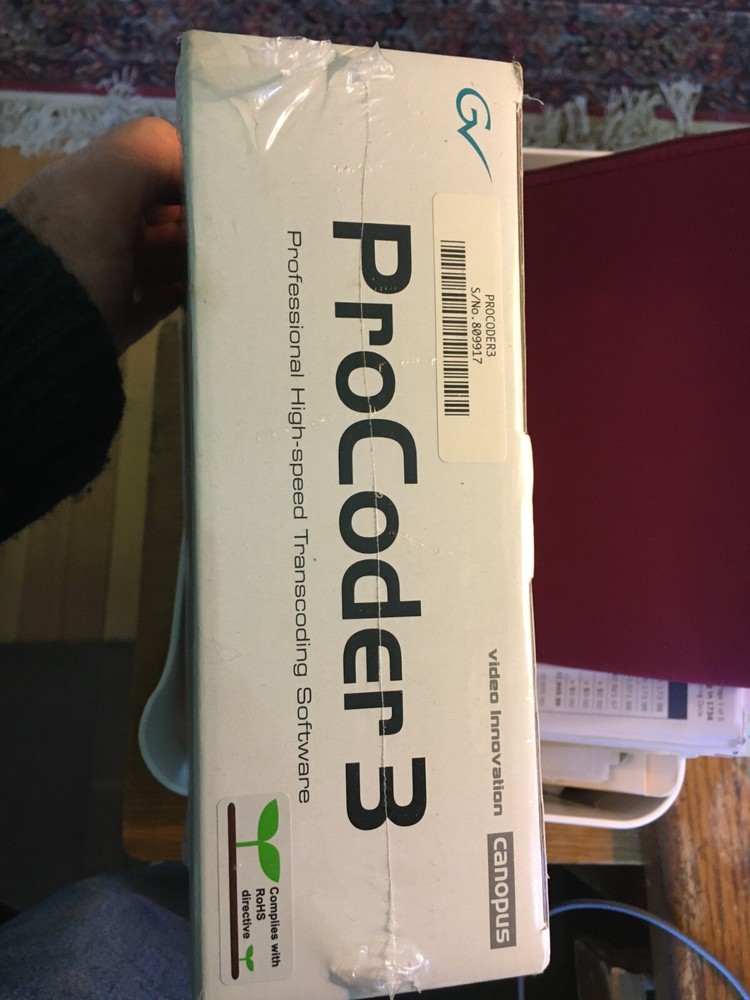 GV
PROCODER3
S/No.809917
ProCoder 3
Professional High-speed Transcoding Software
video innovation
canopus
Complies with
RoHS
directive